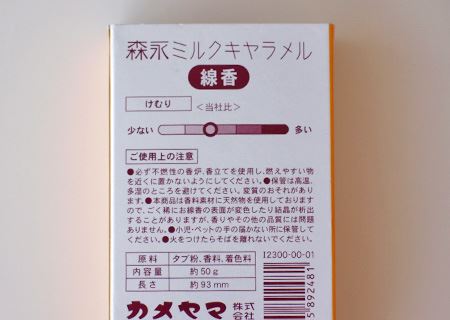 森永ミルクキャラメル
線香
けむり <当社比>
少ない 多い
ご使用上の注意
●必ず不燃性の香炉、香立てを使用し、燃えやすい物
を近くに置かないようにしてください。●保管は高温、
多湿のところを避けてください。変質のおそれがあり
ます。●本商品は香料素材に天然物を使用しております
ので、ごく稀にお線香の表面が変色したり結晶が析出
することがありますが、香りやその他の品質には問題
ありません。●小児・ペットの手の届かない所に保管して
ください。●火をつけたらそばを離れないでください。
原料 タブ粉、香料、着色料
内容量 約50g
長さ 約93mm
I2300-00-01
5892481
カメヤマ 株式会社